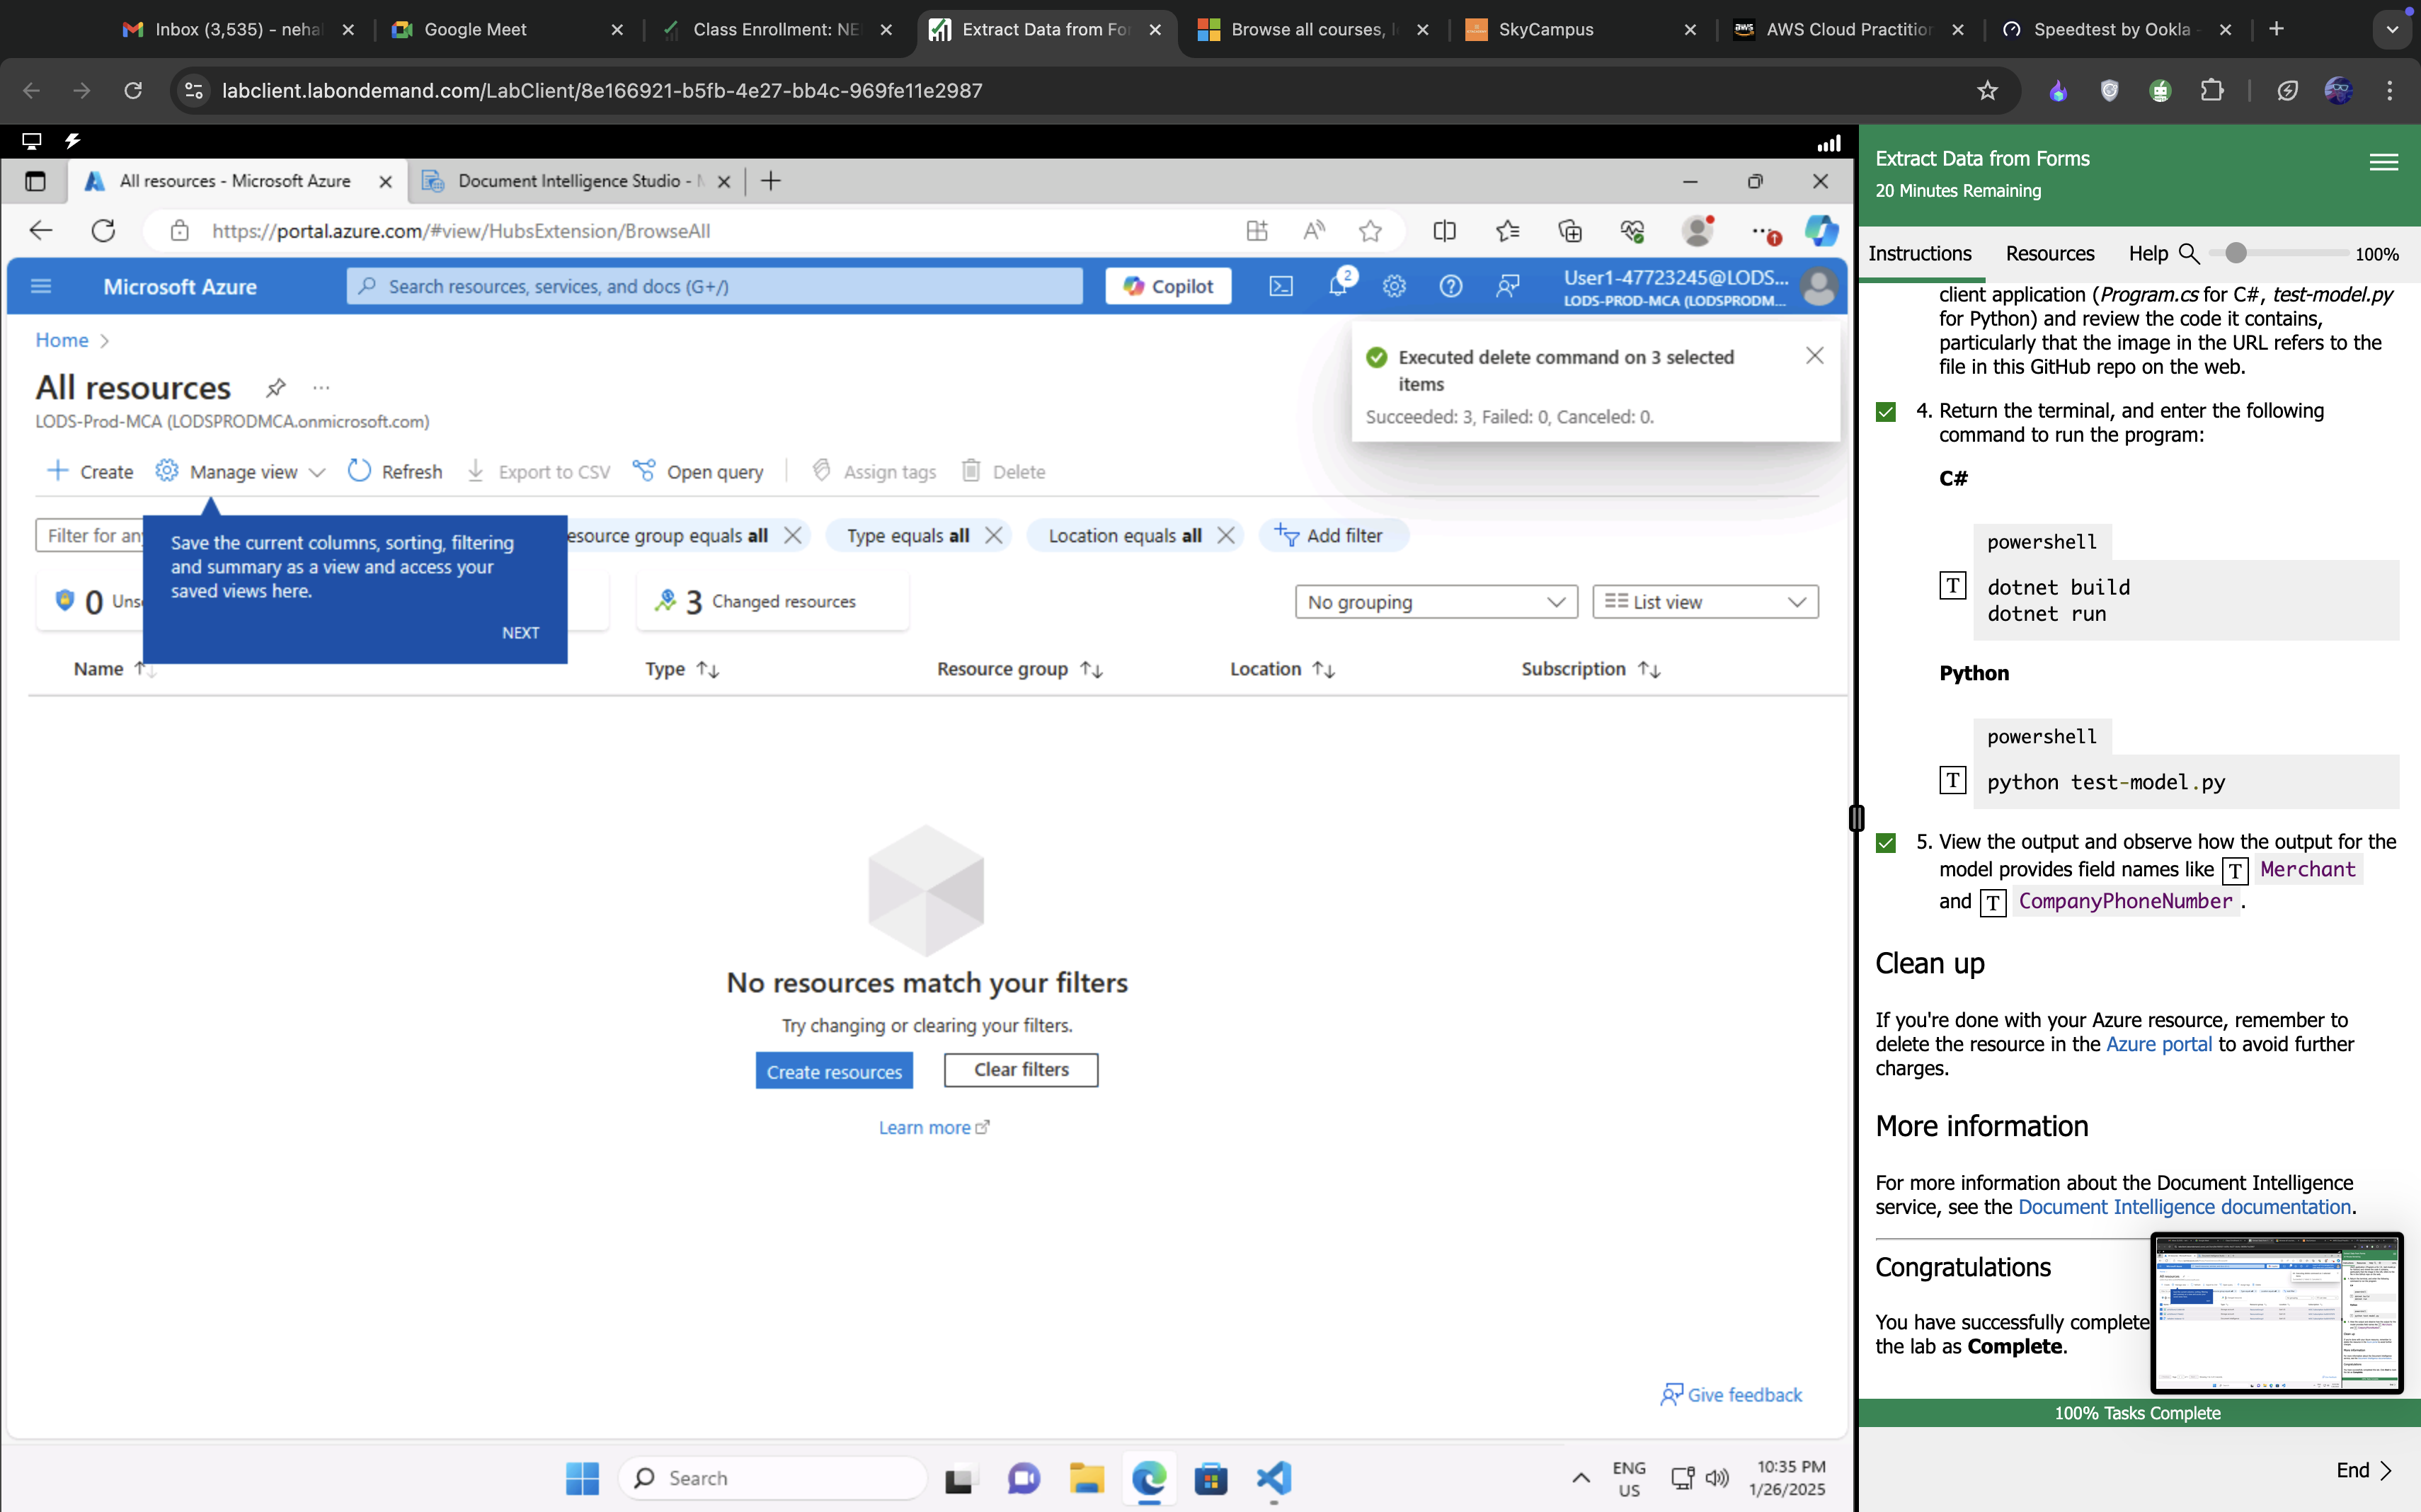 Inbox (3,535) - neha
Google Meet
Class Enrollment: NE
Extract Data from Fo
Browse all courses, l
SkyCampus
aws
AWS Cloud Practition
Speedtest by Ookla -
labclient.labondemand.com/LabClient/8e166921-b5fb-4e27-bb4c-969fe11e2987
All resources - Microsoft Azure
Document Intelligence Studio - M
https://portal.azure.com/#view/HubsExtension/BrowseAll
Microsoft Azure
Search resources, services, and docs (G+/)
Copilot
2
User1-47723245@LODS...
LODS-PROD-MCA (LODSPRODM...
Home >
All resources
...
LODS-Prod-MCA (LODSPRODMCA.onmicrosoft.com)
Executed delete command on 3 selected
items
Succeeded: 3, Failed: 0, Canceled: 0.
Create
Manage view
Refresh
Export to CSV
Open query
Assign tags
Delete
Filter for any
esource group equals all
Type equals all
Location equals all
Add filter
Save the current columns, sorting, filtering
and summary as a view and access your
saved views here.
NEXT
0 Uns
3 Changed resources
No grouping
List view
Name
Type
Resource group
Location
Subscription
No resources match your filters
Try changing or clearing your filters.
Create resources
Clear filters
Learn more
Give feedback
Search
ENG
US
10:35 PM
1/26/2025
Extract Data from Forms
20 Minutes Remaining
Instructions
Resources
Help
100%
client application (Program.cs for C#, test-model.py
for Python) and review the code it contains,
particularly that the image in the URL refers to the
file in this GitHub repo on the web.
4. Return the terminal, and enter the following
command to run the program:
C#
powershell
T
dotnet build
dotnet run
Python
powershell
T
python test-model.py
5. View the output and observe how the output for the
model provides field names like T Merchant
and T CompanyPhoneNumber .
Clean up
If you're done with your Azure resource, remember to
delete the resource in the Azure portal to avoid further
charges.
More information
For more information about the Document Intelligence
service, see the Document Intelligence documentation.
Congratulations
You have successfully complete
the lab as Complete.
100% Tasks Complete
End >